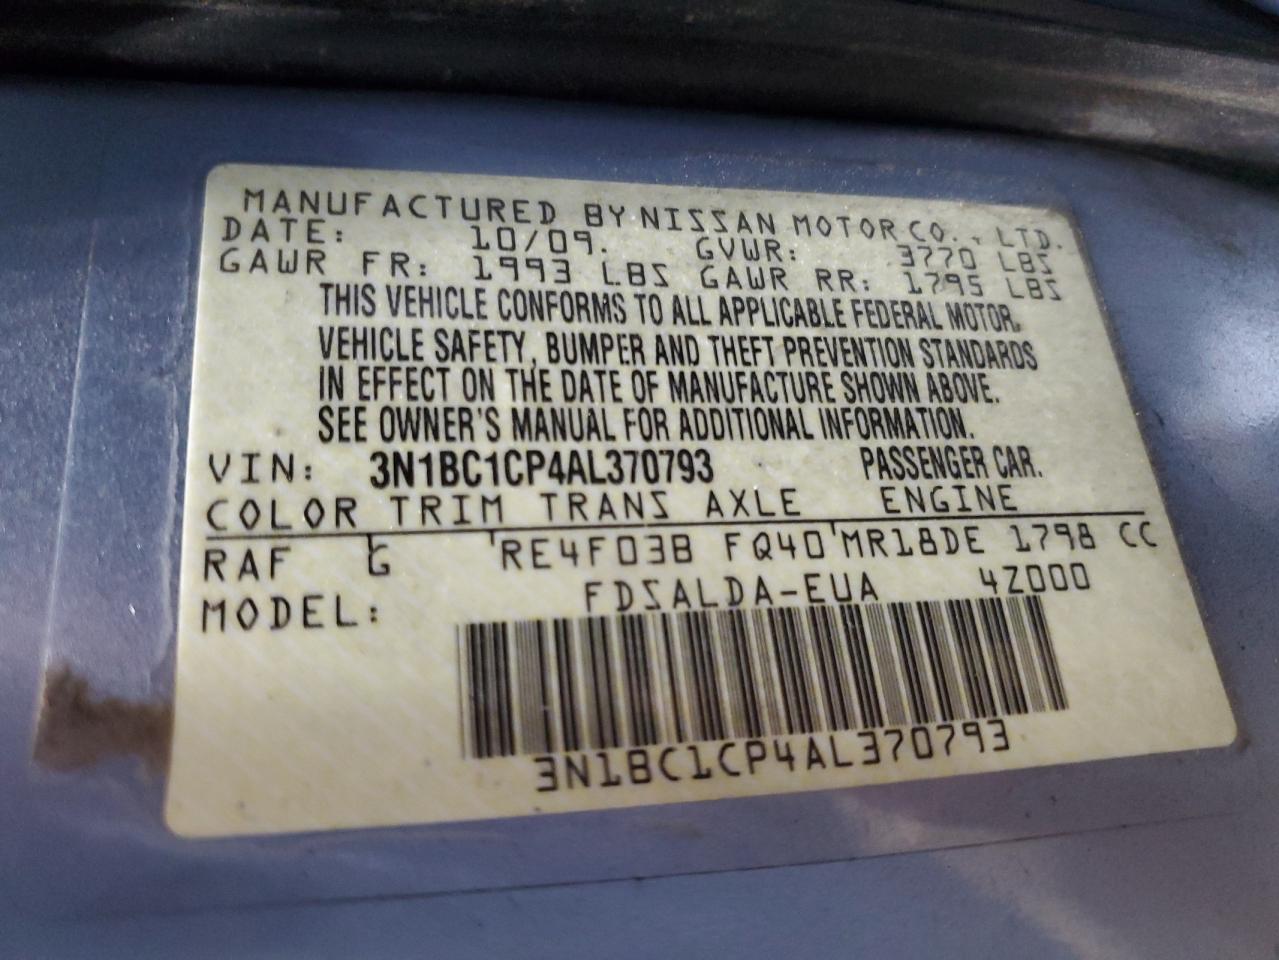 MANUFACTURED BY NISSAN MOTOR CO., LTD.
DATE: 10/09. GVWR: 3770 LBS
GAWR FR: 1993 LBS GAWR RR: 1795 LBS
THIS VEHICLE CONFORMS TO ALL APPLICABLE FEDERAL MOTOR
VEHICLE SAFETY, BUMPER AND THEFT PREVENTION STANDARDS
IN EFFECT ON THE DATE OF MANUFACTURE SHOWN ABOVE.
SEE OWNER'S MANUAL FOR ADDITIONAL INFORMATION.
VIN: 3N1BC1CP4AL370793 PASSENGER CAR.
COLOR TRIM TRANS AXLE ENGINE
RAF G RE4F03B FQ40 MR18DE 1798 CC
MODEL: FDSALDA-EUA 4Z000
3N1BC1CP4AL370793